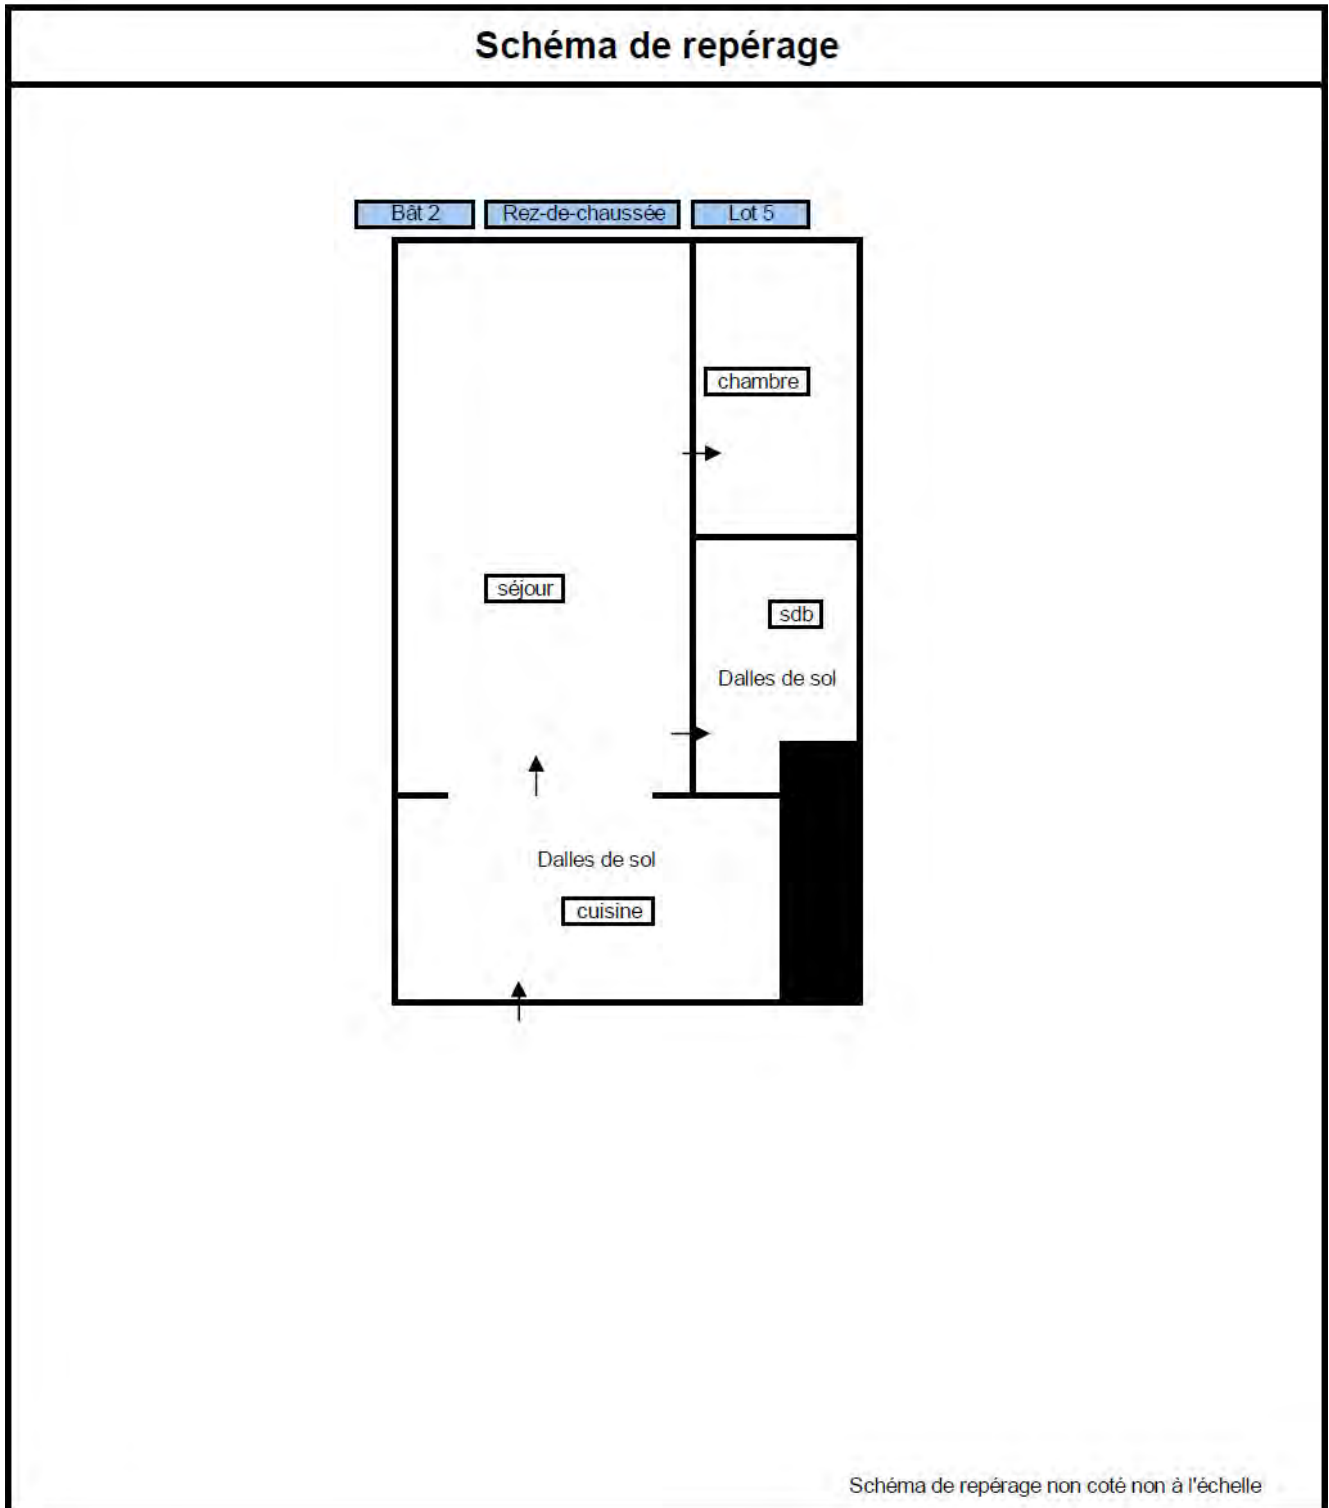 Schéma de repérage
Bât 2 Rez-de-chaussée Lot 5
chambre
séjour
sdb
Dalles de sol
Dalles de sol
cuisine
Schéma de repérage non coté non à l'échelle